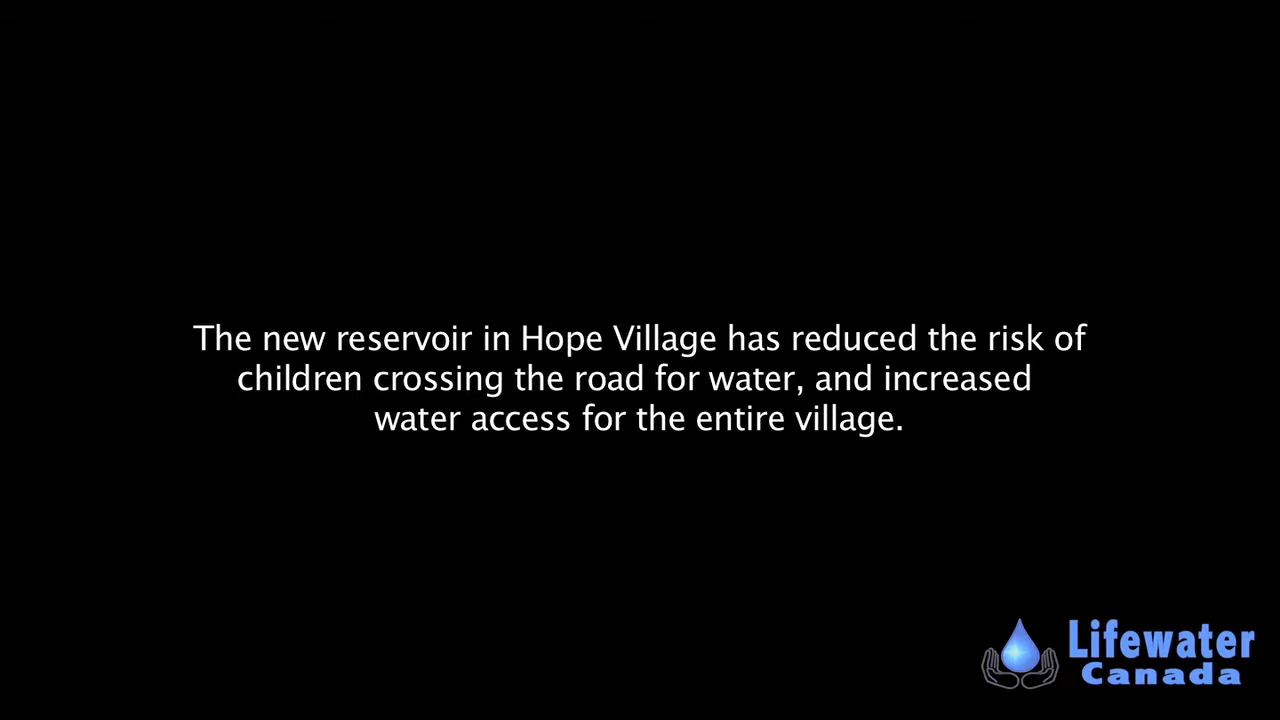 The new reservoir in Hope Village has reduced the risk of
children crossing the road for water, and increased
water access for the entire village.
Lifewater
Canada